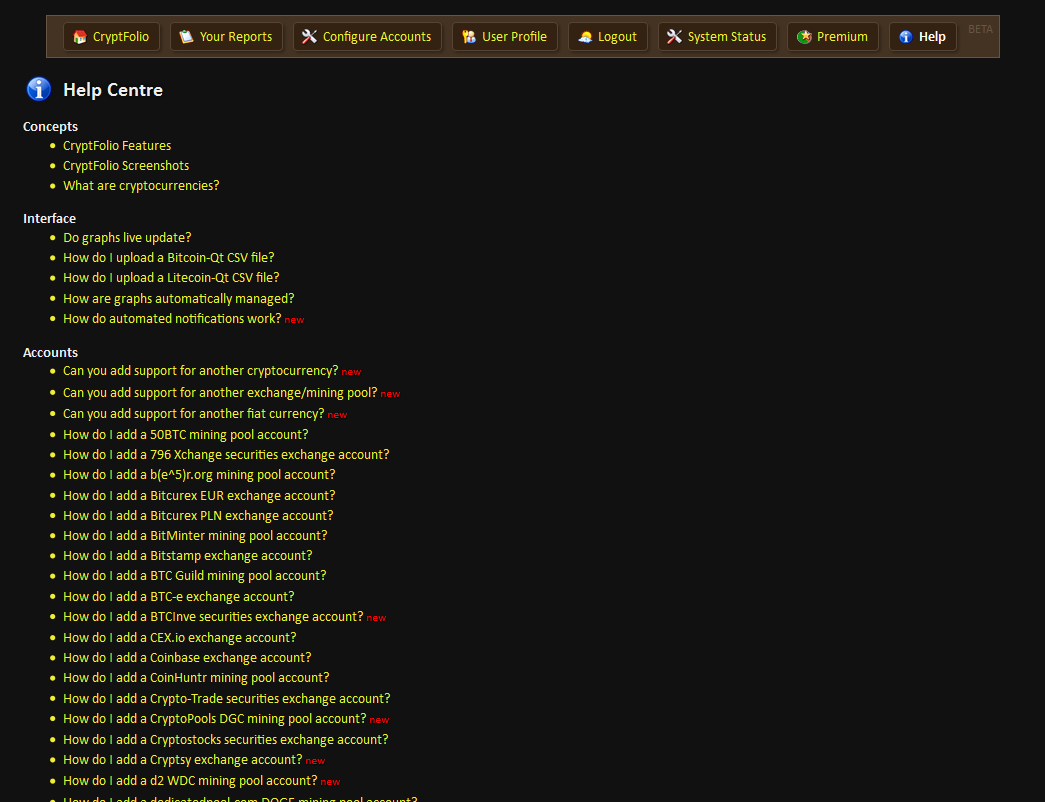 CryptFolio Your Reports Configure Accounts User Profile Logout System Status Premium Help BETA
Help Centre
Concepts
CryptFolio Features
CryptFolio Screenshots
What are cryptocurrencies?
Interface
Do graphs live update?
How do I upload a Bitcoin-Qt CSV file?
How do I upload a Litecoin-Qt CSV file?
How are graphs automatically managed?
How do automated notifications work? new
Accounts
Can you add support for another cryptocurrency? new
Can you add support for another exchange/mining pool? new
Can you add support for another fiat currency? new
How do I add a 50BTC mining pool account?
How do I add a 796 Xchange securities exchange account?
How do I add a b(e^5)r.org mining pool account?
How do I add a Bitcurex EUR exchange account?
How do I add a Bitcurex PLN exchange account?
How do I add a BitMinter mining pool account?
How do I add a Bitstamp exchange account?
How do I add a BTC Guild mining pool account?
How do I add a BTC-e exchange account?
How do I add a BTCInve securities exchange account? new
How do I add a CEX.io exchange account?
How do I add a Coinbase exchange account?
How do I add a CoinHuntr mining pool account?
How do I add a Crypto-Trade securities exchange account?
How do I add a CryptoPools DGC mining pool account? new
How do I add a Cryptostocks securities exchange account?
How do I add a Cryptsy exchange account? new
How do I add a d2 WDC mining pool account? new
How do I add a dedicatedpool.com DOGE mining pool account?